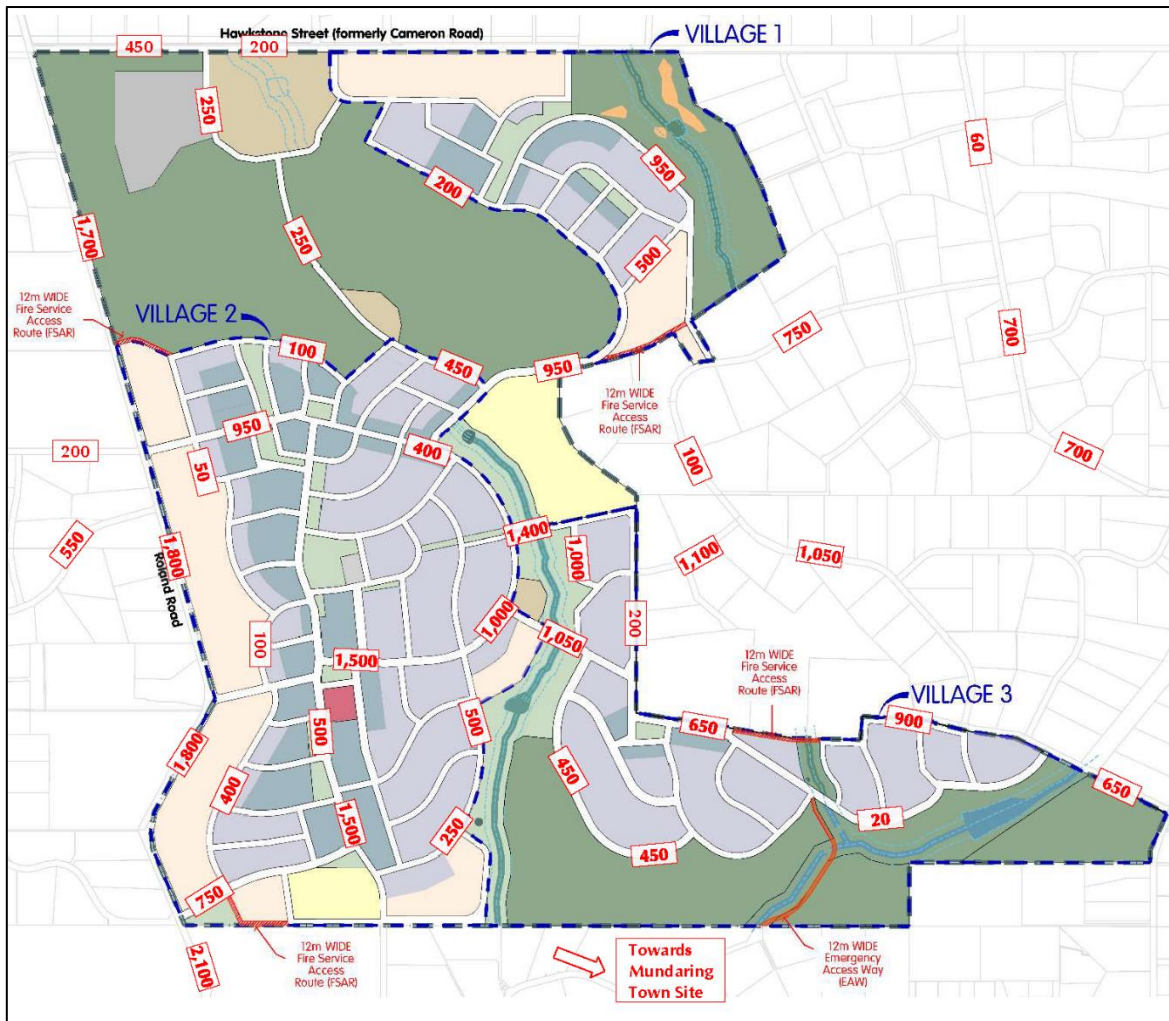 Hawkstone Street (formerly Cameron Road)
VILLAGE 1
450
200
250
60
950
200
1,700
250
500
12m WIDE
Fire Service
Access
Route (FSAR)
VILLAGE 2
750
700
100
450
950
12m WIDE
Fire Service
Access
Route (FSAR)
950
400
200
50
100
700
550
1,800
Roland Road
1,400
1,000
1,100
1,050
1,000
1,050
200
100
1,500
12m WIDE
Fire Service
Access
Route (FSAR)
VILLAGE 3
500
500
650
900
1,800
400
450
650
1,500
250
20
450
750
2,100
12m WIDE
Fire Service
Access
Route (FSAR)
Towards
Mundaring
Town Site
12m WIDE
Emergency
Access Way
(EAW)